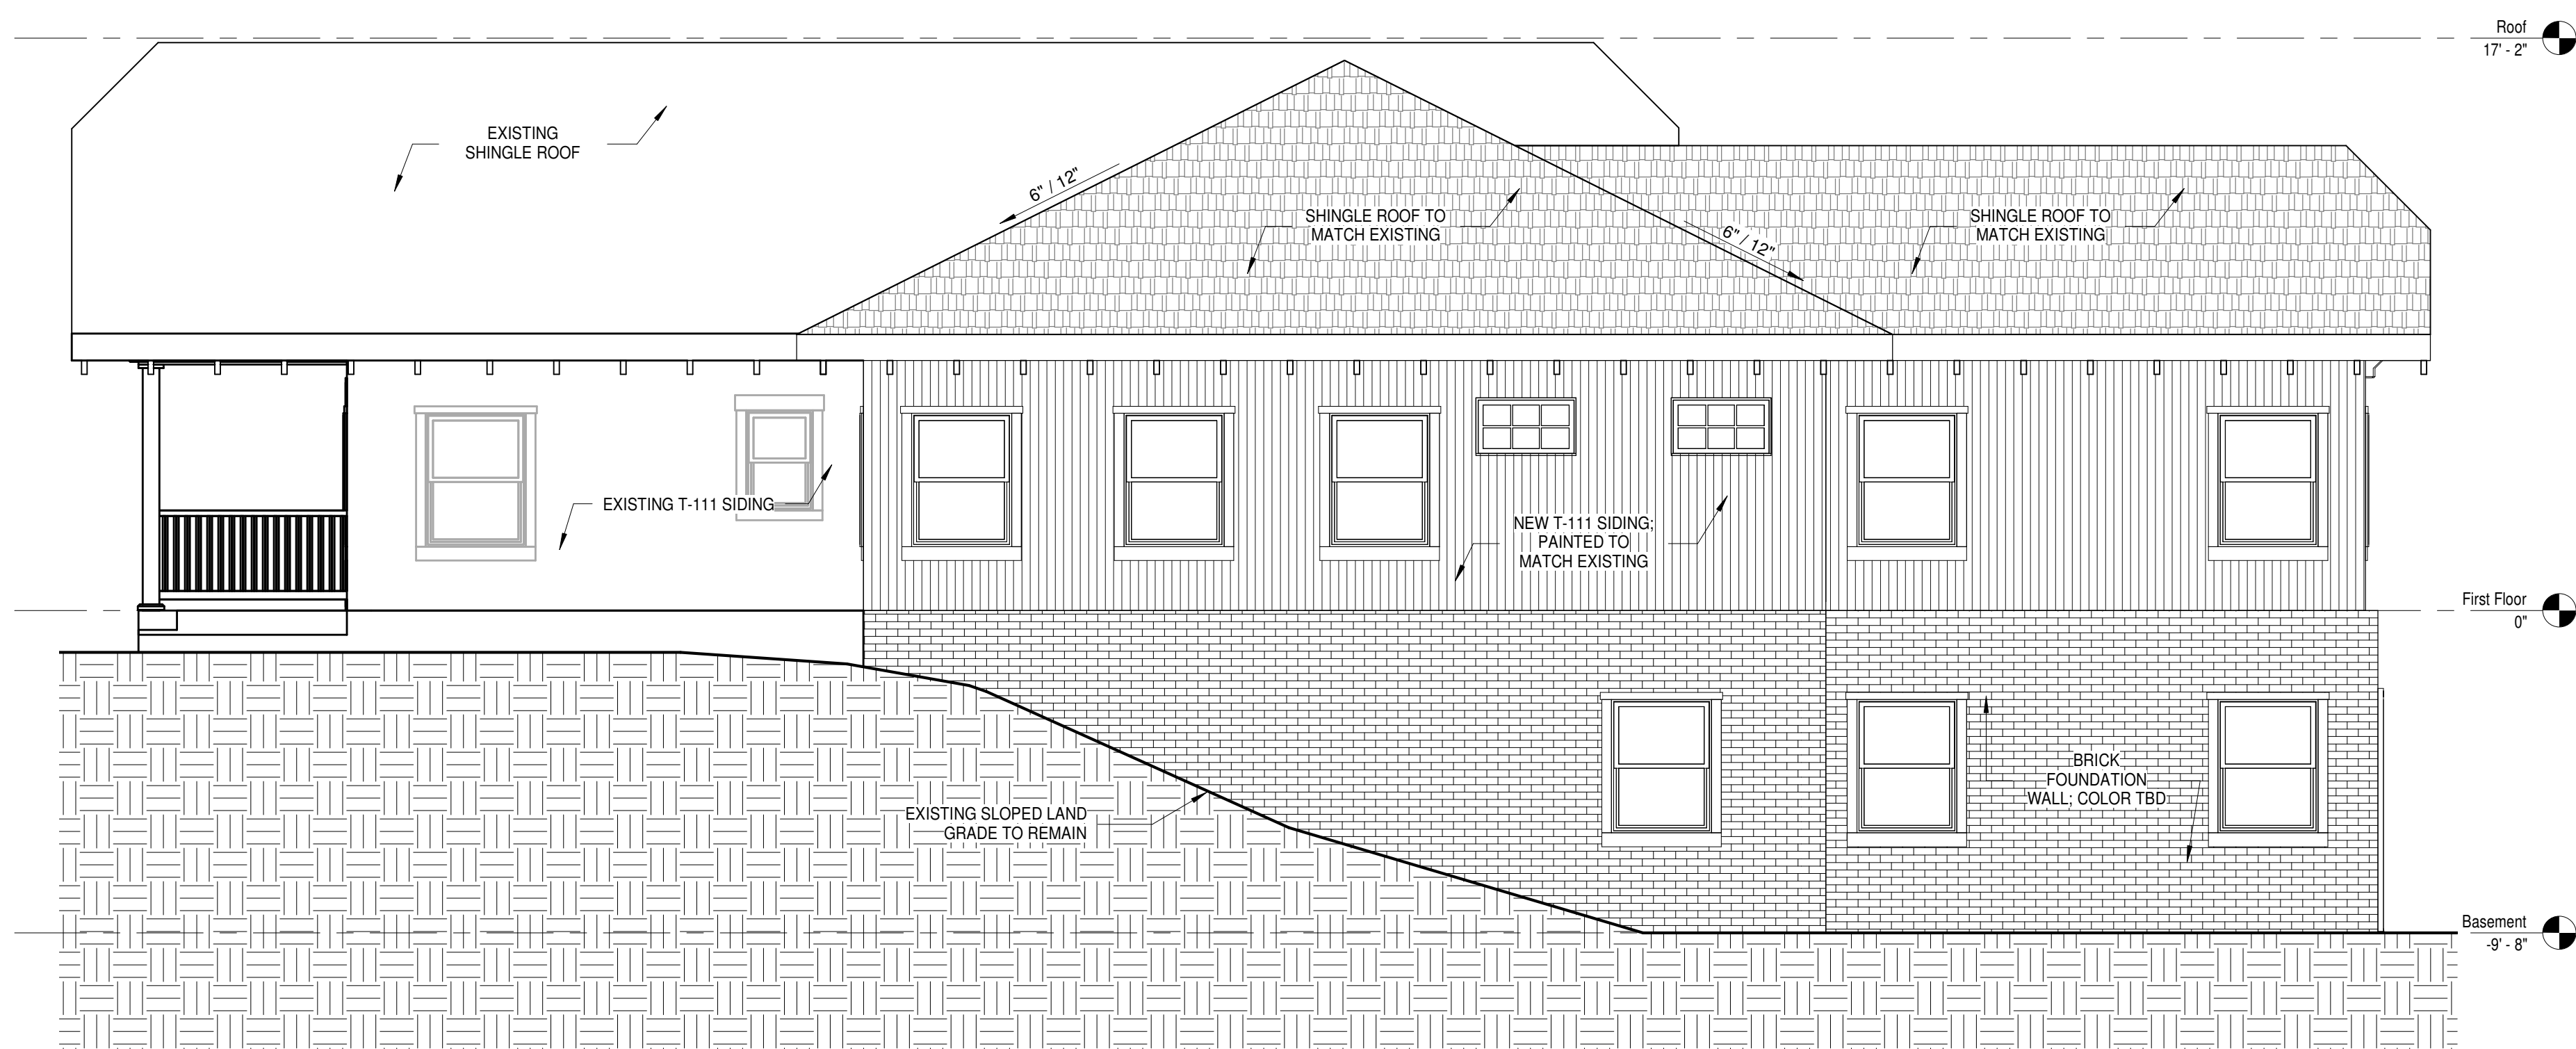 Roof
17' - 2"
EXISTING
SHINGLE ROOF
6" / 12"
SHINGLE ROOF TO
MATCH EXISTING
6" / 12"
SHINGLE ROOF TO
MATCH EXISTING
EXISTING T-111 SIDING
NEW T-111 SIDING;
PAINTED TO
MATCH EXISTING
First Floor
0"
BRICK
FOUNDATION
WALL; COLOR TBD
EXISTING SLOPED LAND
GRADE TO REMAIN
Basement
-9' - 8"